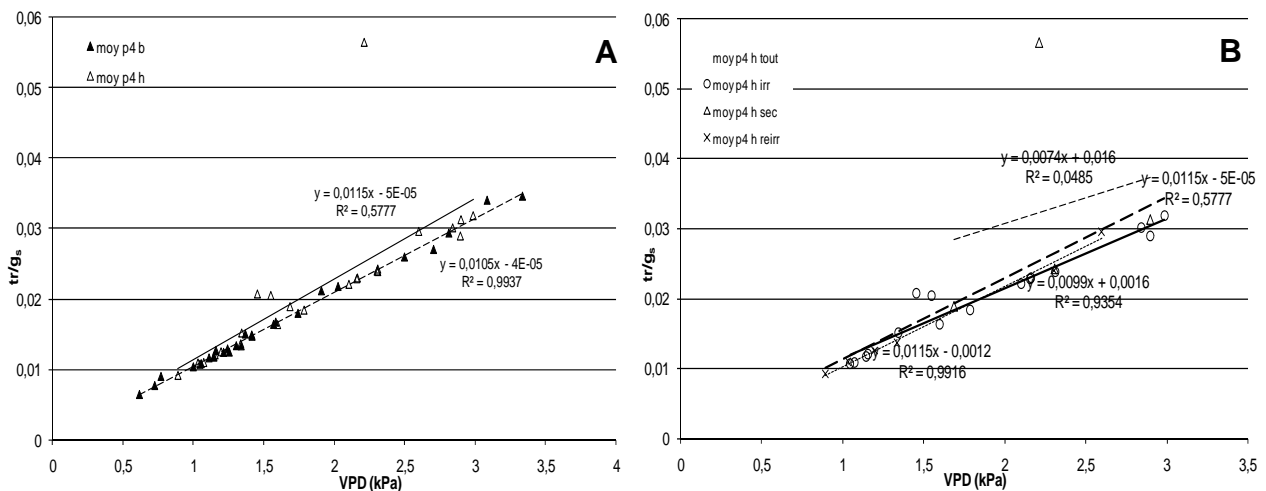 A
moy p4 b
moy p4 h
0,06
0,05
0,04
0,03
0,02
0,01
0
tr/gs
y = 0,0115x - 5E-05
R² = 0,5777
y = 0,0105x - 4E-05
R² = 0,9937
0 0,5 1 1,5 2 2,5 3 3,5 4
VPD (kPa)
B
moy p4 h tout
moy p4 h irr
moy p4 h sec
moy p4 h reirr
0,06
0,05
0,04
0,03
0,02
0,01
0
tr/gs
y = 0,0074x + 0,016
R² = 0,0485
y = 0,0115x - 5E-05
R² = 0,5777
y = 0,0099x + 0,0016
R² = 0,9354
y = 0,0115x - 0,0012
R² = 0,9916
0 0,5 1 1,5 2 2,5 3 3,5
VPD (kPa)